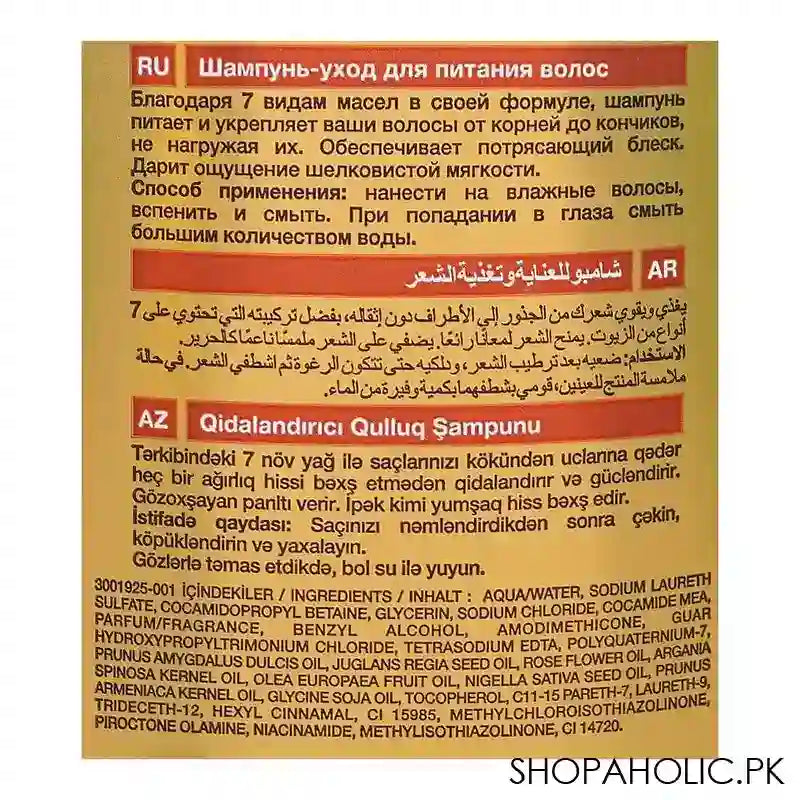 RU Шампунь-уход для питания волос
Благодаря 7 видам масел в своей формуле, шампунь
питает и укрепляет ваши волосы от корней до кончиков,
не нагружая их. Обеспечивает потрясающий блеск.
Дарит ощущение шелковистой мягкости.
Способ применения: нанести на влажные волосы,
вспенить и смыть. При попадании в глаза смыть
большим количеством воды.
شامبو للعناية وتغذية الشعر AR
يغذي ويقوي شعرك من الجذور إلى الأطراف دون إثقاله، بفضل تركيبته التي تحتوي على 7
أنواع من الزيوت. يمنح الشعر لمعانًا رائعًا. يضفي على الشعر ملمسًا ناعمًا كالحرير.
الاستخدام: ضعيه بعد ترطيب الشعر، ودلكيه حتى تتكون الرغوة ثم اشطفي الشعر. في حالة
ملامسة المنتج للعينين، قومي بشطفهما بكمية وفيرة من الماء.
AZ Qidalandırıcı Qulluq Şampunu
Tərkibindəki 7 növ yağ ilə saçlarınızı kökündən uclarına qədər
heç bir ağırlıq hissi bəxş etmədən qidalandırır və gücləndirir.
Gözoxşayan parıltı verir. İpək kimi yumşaq hiss bəxş edir.
İstifadə qaydası: Saçınızı nəmləndirdikdən sonra çəkin,
köpükləndirin və yaxalayın.
Gözlərlə təmas etdikdə, bol su ilə yuyun.
3001925-001 İÇİNDEKİLER / INGREDIENTS / INHALT : AQUA/WATER, SODIUM LAURETH
SULFATE, COCAMIDOPROPYL BETAINE, GLYCERIN, SODIUM CHLORIDE, COCAMIDE MEA,
PARFUM/FRAGRANCE, BENZYL ALCOHOL, AMODIMETHICONE, GUAR
HYDROXYPROPYLTRIMONIUM CHLORIDE, TETRASODIUM EDTA, POLYQUATERNIUM-7,
PRUNUS AMYGDALUS DULCIS OIL, JUGLANS REGIA SEED OIL, ROSE FLOWER OIL, ARGANIA
SPINOSA KERNEL OIL, OLEA EUROPAEA FRUIT OIL, NIGELLA SATIVA SEED OIL, PRUNUS
ARMENIACA KERNEL OIL, GLYCINE SOJA OIL, TOCOPHEROL, C11-15 PARETH-7, LAURETH-9,
TRIDECETH-12, HEXYL CINNAMAL, CI 15985, METHYLCHLOROISOTHIAZOLINONE,
PIROCTONE OLAMINE, NIACINAMIDE, METHYLISOTHIAZOLINONE, CI 14720.
SHOPAHOLIC.PK